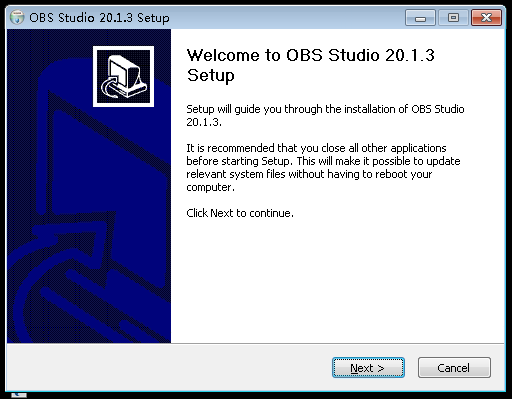 OBS Studio 20.1.3 Setup
Welcome to OBS Studio 20.1.3
Setup
Setup will guide you through the installation of OBS Studio
20.1.3.
It is recommended that you close all other applications
before starting Setup. This will make it possible to update
relevant system files without having to reboot your
computer.
Click Next to continue.
Next >
Cancel